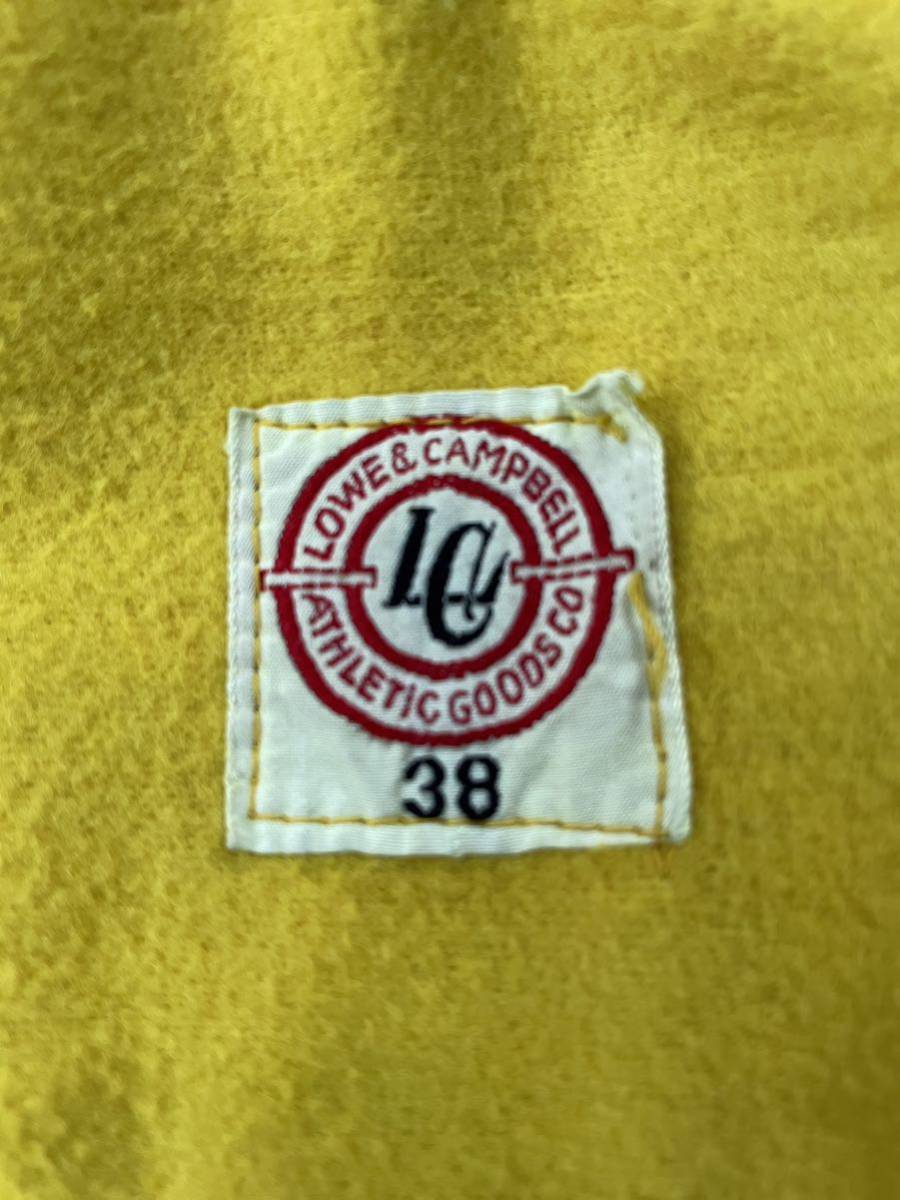 LOWE & CAMPBELL
LC
ATHLETIC GOODS CO
38